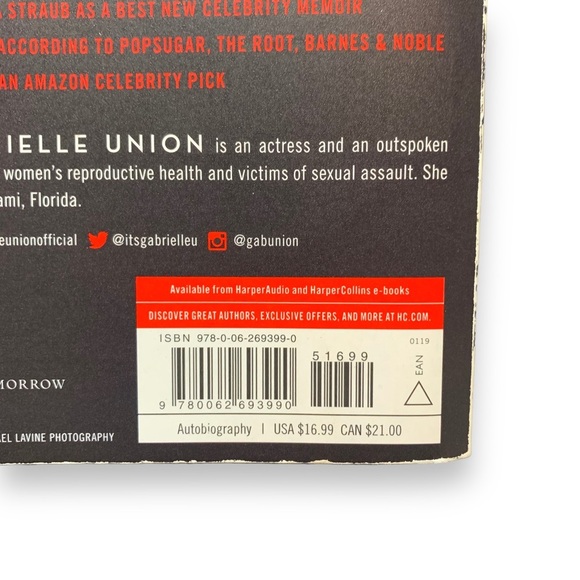 STRAUB AS A BEST NEW CELEBRITY MEMOIR
ACCORDING TO POPSUGAR, THE ROOT, BARNES & NOBLE
AN AMAZON CELEBRITY PICK
IELLE UNION is an actress and an outspoken
women's reproductive health and victims of sexual assault. She
ami, Florida.
eunionofficial @itsgabrielleu @gabunion
Available from HarperAudio and HarperCollins e-books
DISCOVER GREAT AUTHORS, EXCLUSIVE OFFERS, AND MORE AT HC.COM.
ISBN 978-0-06-269399-0
0119
51699
EAN
9 780062 693990
MORROW
Autobiography | USA $16.99 CAN $21.00
EL LAVINE PHOTOGRAPHY